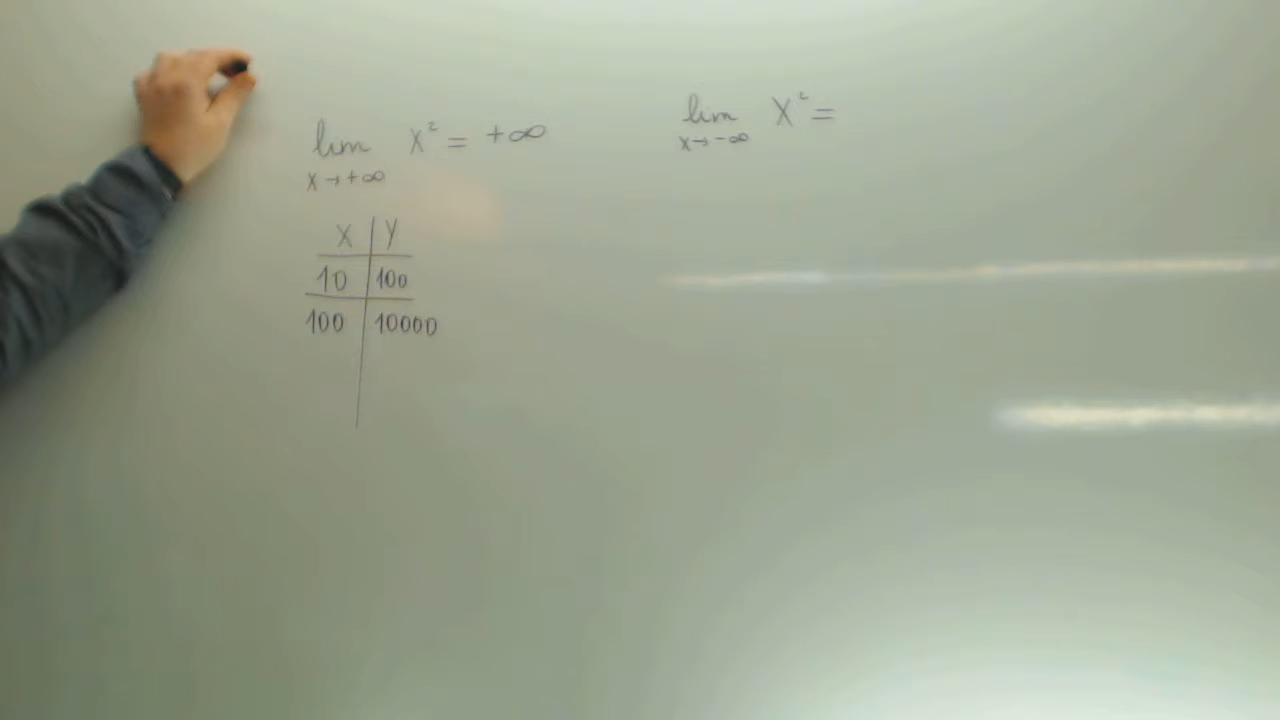 lim x² = +∞
x→+∞
x | y
10 | 100
100 | 10000
lim x² =
x→-∞